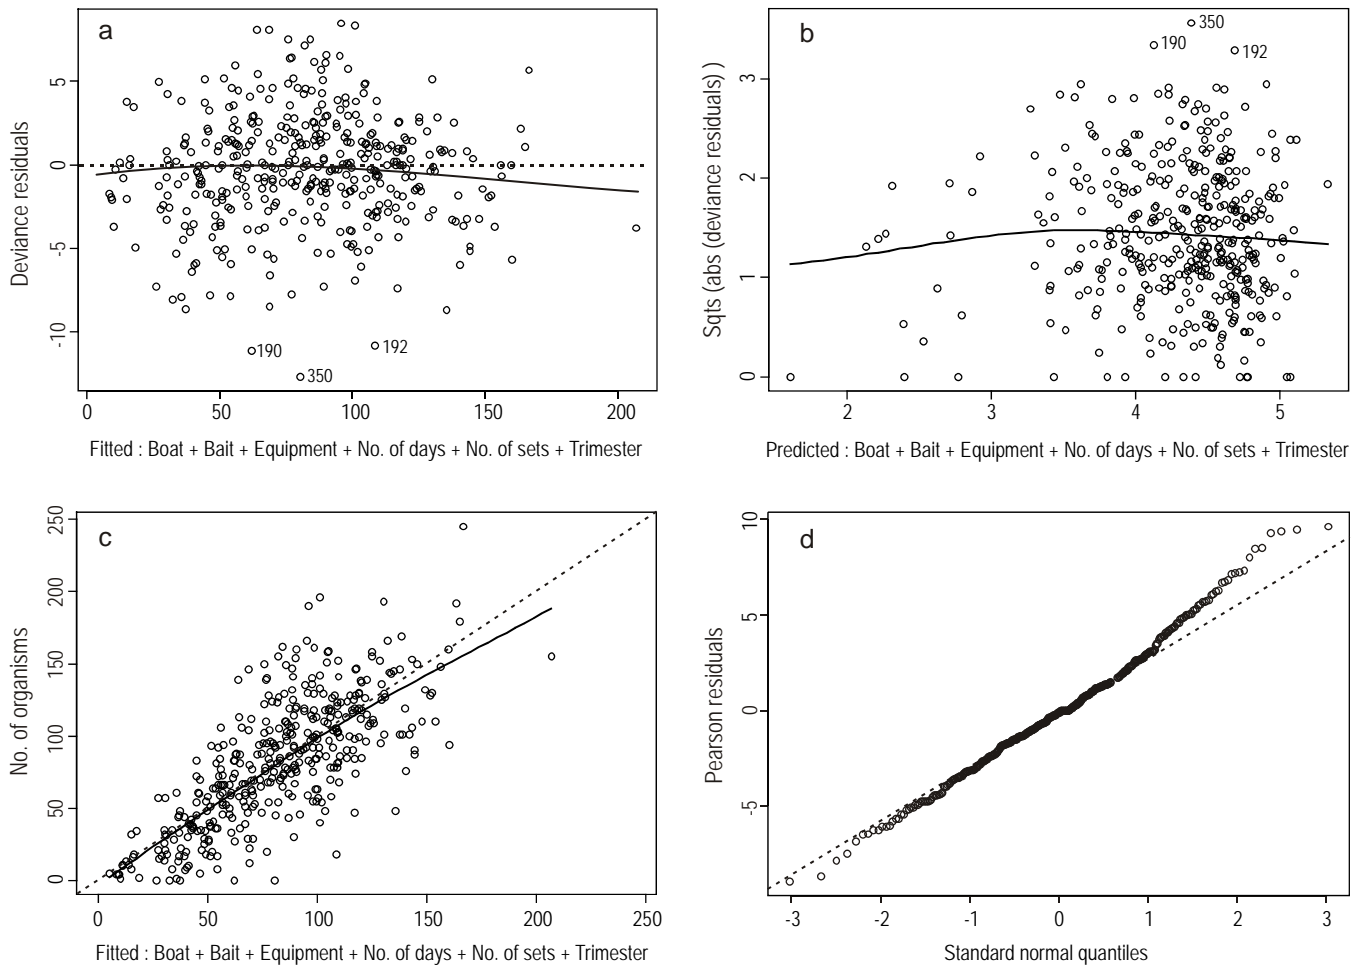 a
Deviance residuals
5
0
-5
-10
190
192
350
0 50 100 150 200
Fitted : Boat + Bait + Equipment + No. of days + No. of sets + Trimester
b
Sqts (abs (deviance residuals) )
3
2
1
0
350
190
192
2 3 4 5
Predicted : Boat + Bait + Equipment + No. of days + No. of sets + Trimester
c
No. of organisms
250
200
150
100
50
0
0 50 100 150 200 250
Fitted : Boat + Bait + Equipment + No. of days + No. of sets + Trimester
d
Pearson residuals
10
5
0
-5
-3 -2 -1 0 1 2 3
Standard normal quantiles